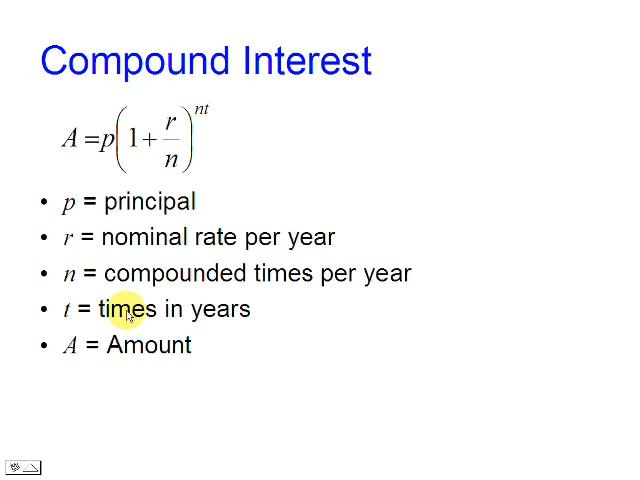 Compound Interest
A = p(1 + r/n)^nt
• p = principal
• r = nominal rate per year
• n = compounded times per year
• t = times in years
• A = Amount